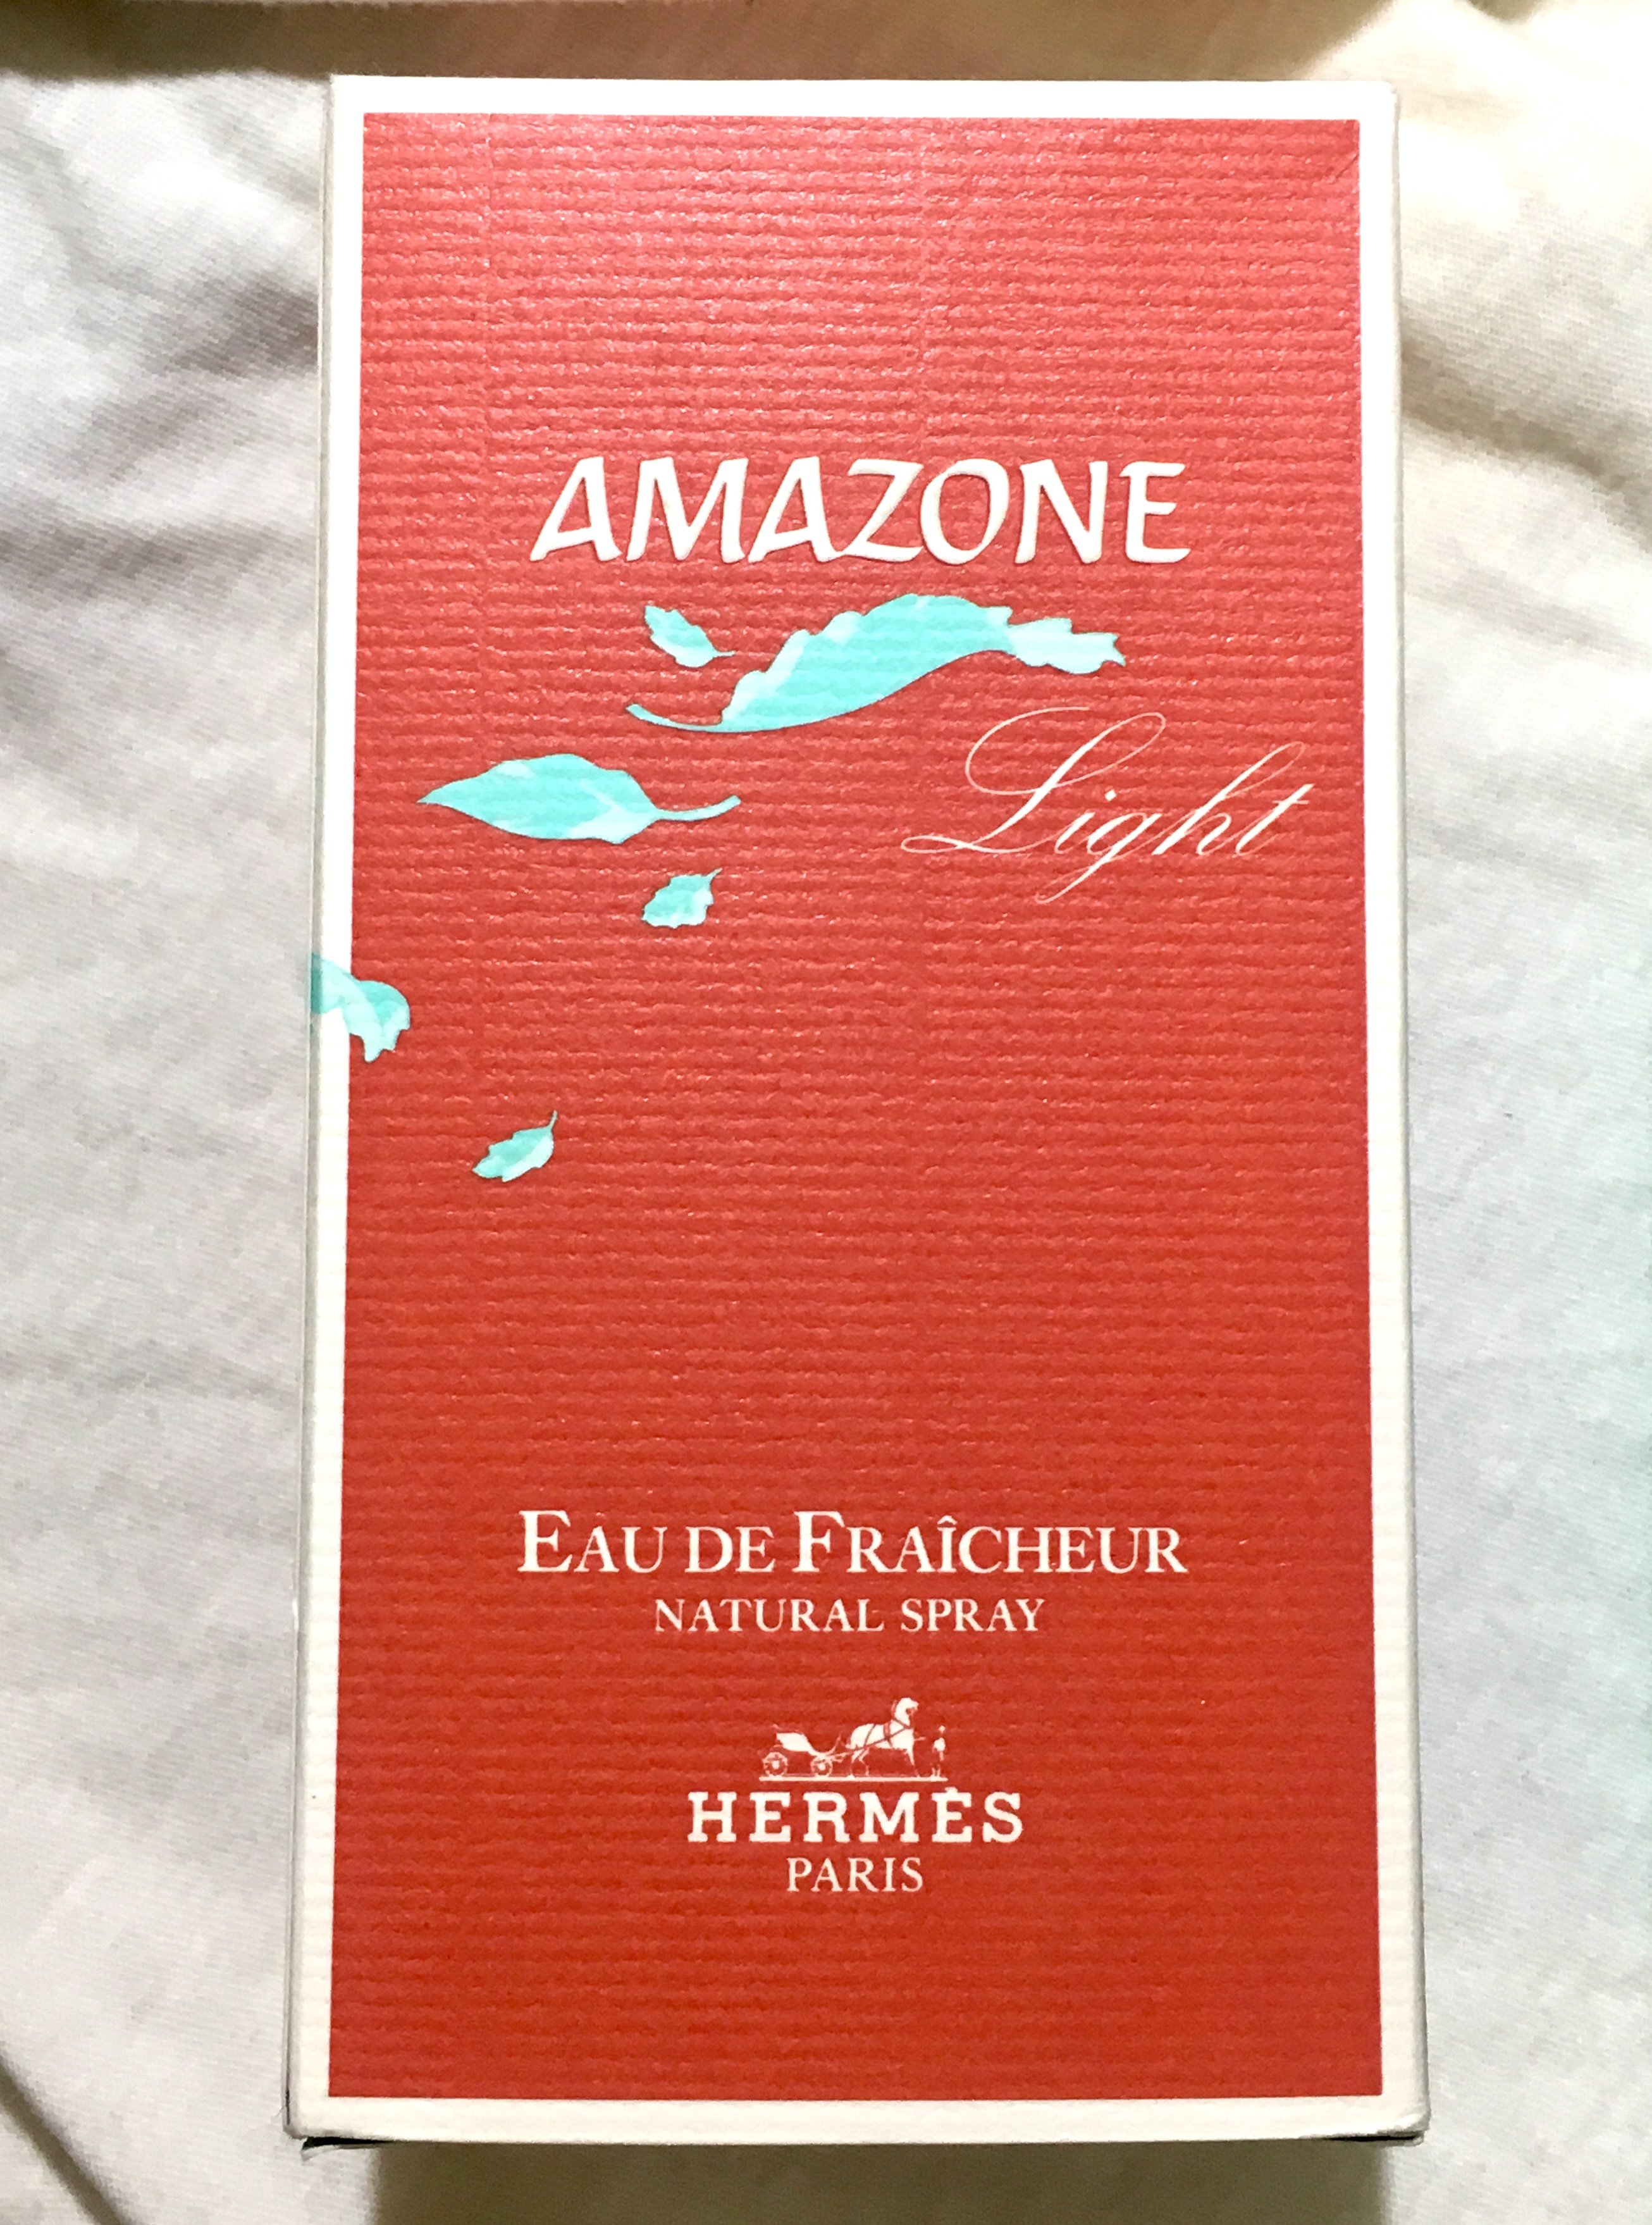 AMAZONE
Light
EAU DE FRAÎCHEUR
NATURAL SPRAY
HERMÈS
PARIS